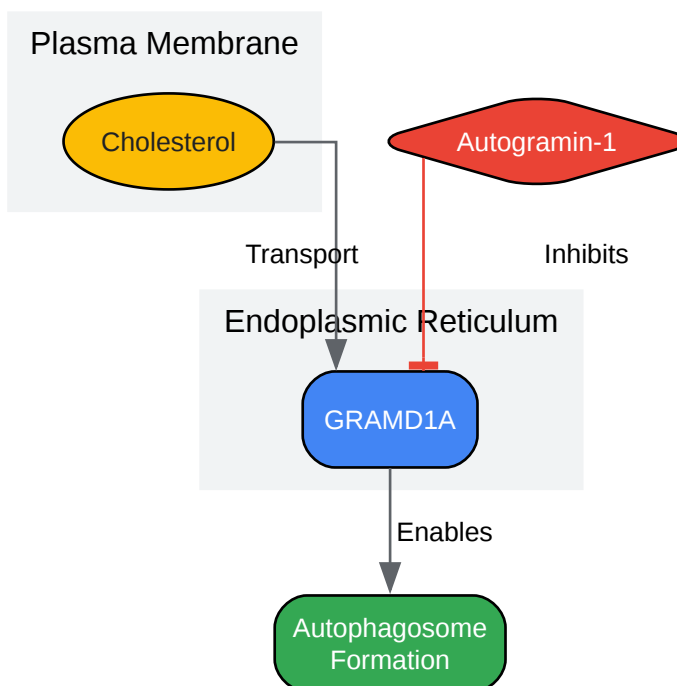 Plasma Membrane
Cholesterol
Autogramin-1
Transport
Inhibits
Endoplasmic Reticulum
GRAMD1A
Enables
Autophagosome
Formation